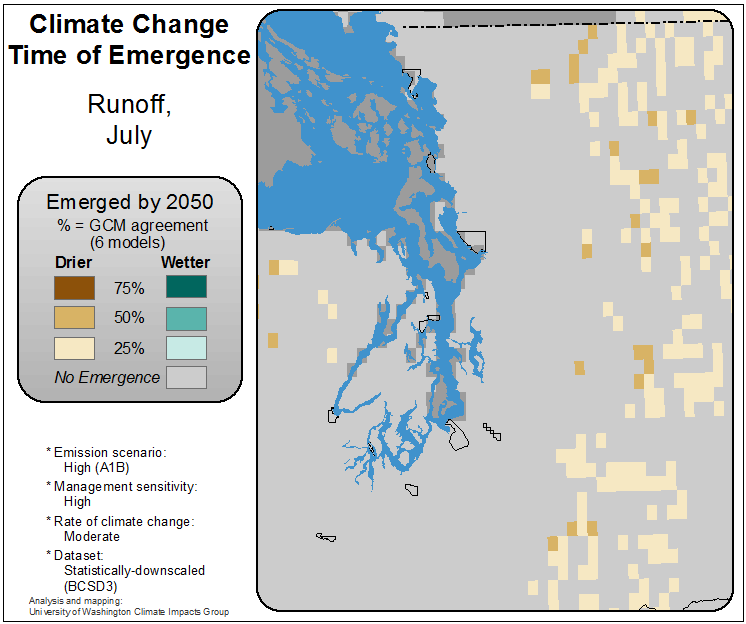 Climate Change
Time of Emergence
Runoff,
July
Emerged by 2050
% = GCM agreement
(6 models)
Drier Wetter
75%
50%
25%
No Emergence
* Emission scenario:
High (A1B)
* Management sensitivity:
High
* Rate of climate change:
Moderate
* Dataset:
Statistically-downscaled
(BCSD3)
Analysis and mapping:
University of Washington Climate Impacts Group